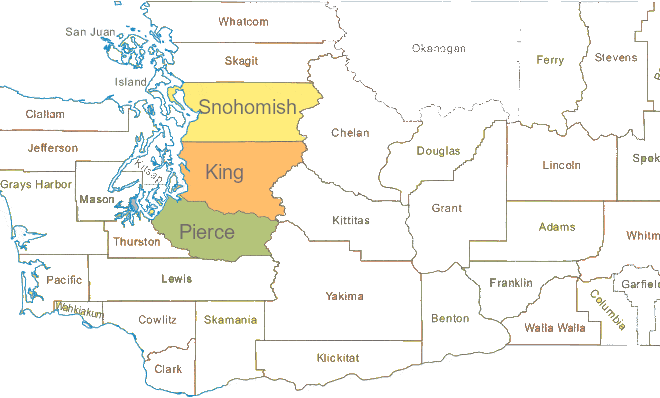 Whatcom
San Juan
Okanogan
Skagit
Ferry
Stevens
Island
Snohomish
Clallam
Chelan
Jefferson
Douglas
Lincoln
Spok
Kitsap
King
Grays Harbor
Mason
Grant
Kittitas
Adams
Whitm
Pierce
Thurston
Pacific
Lewis
Franklin
Garfield
Yakima
Columbia
Wahkiakum
Cowlitz
Skamania
Benton
Walla Walla
Klickitat
Clark